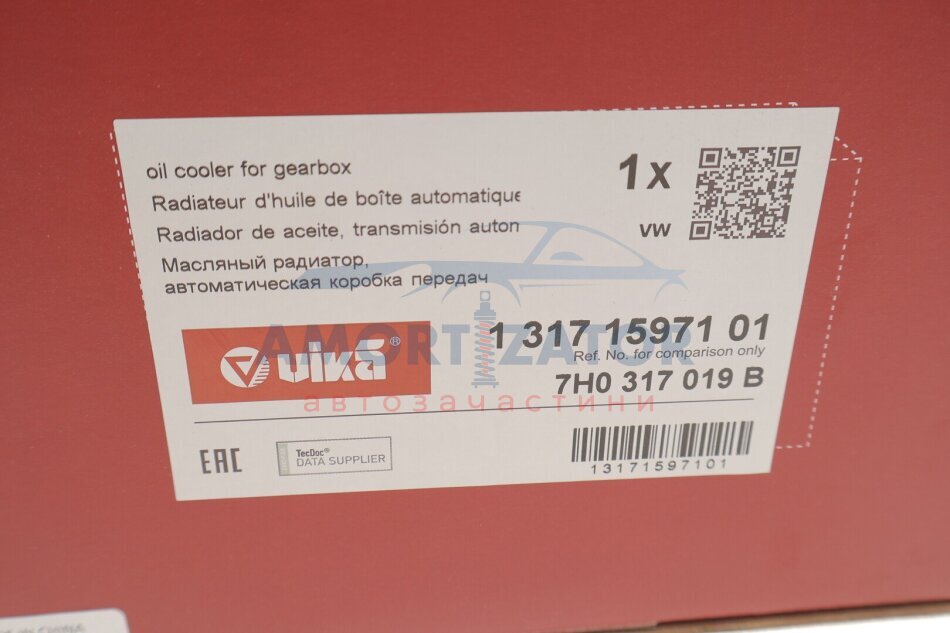 oil cooler for gearbox
Radiateur d'huile de boîte automatique
Radiador de aceite, transmisión auton
Масляный радиатор,
автоматическая коробка передач
1x
VW
AMORTIZATOR
автозачастини
vika®
1 317 15971 01
Ref. No. for comparison only
7H0 317 019 B
EAC
TecDoc®
DATA SUPPLIER
13171597101